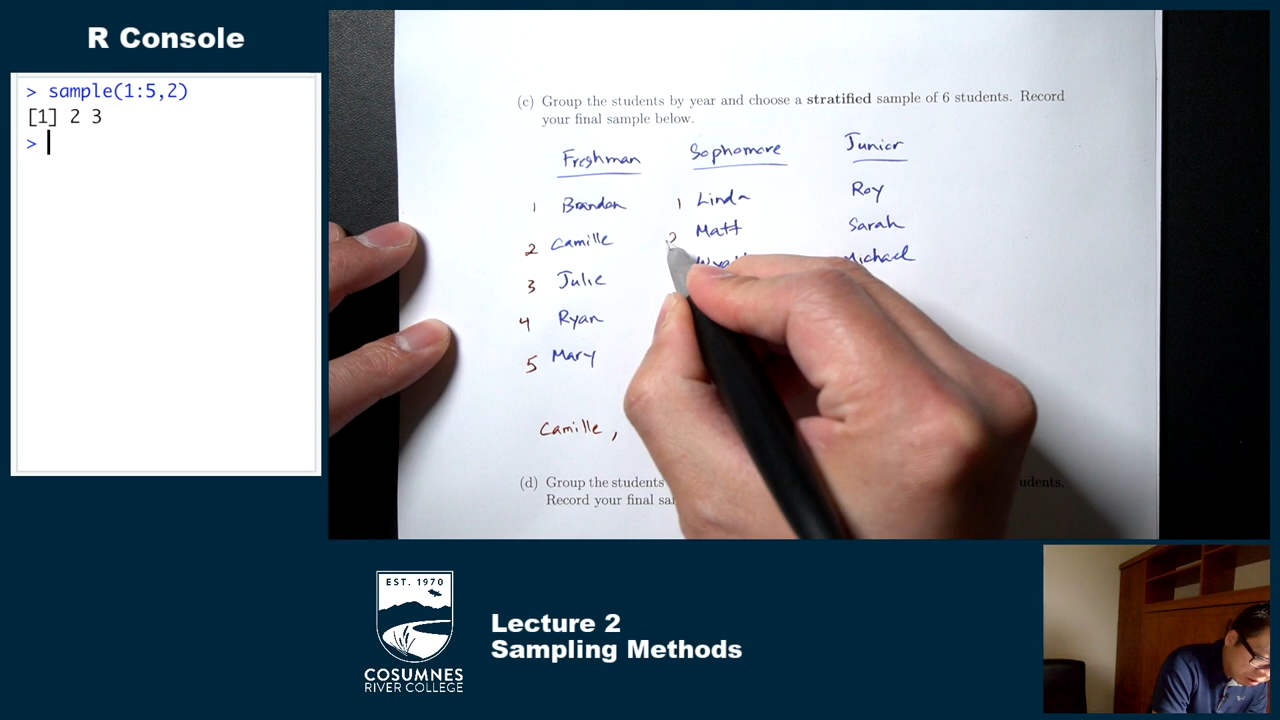 R Console
> sample(1:5,2)
[1] 2 3
>
(c) Group the students by year and choose a stratified sample of 6 students. Record
your final sample below.
Freshman Sophomore Junior
1 Brandon 1 Linda Roy
2 Camille 2 Matt Sarah
3 Julie Michael
4 Ryan
5 Mary
Camille,
(d) Group the students
Record your final
EST. 1970
COSUMNES
RIVER COLLEGE
Lecture 2
Sampling Methods